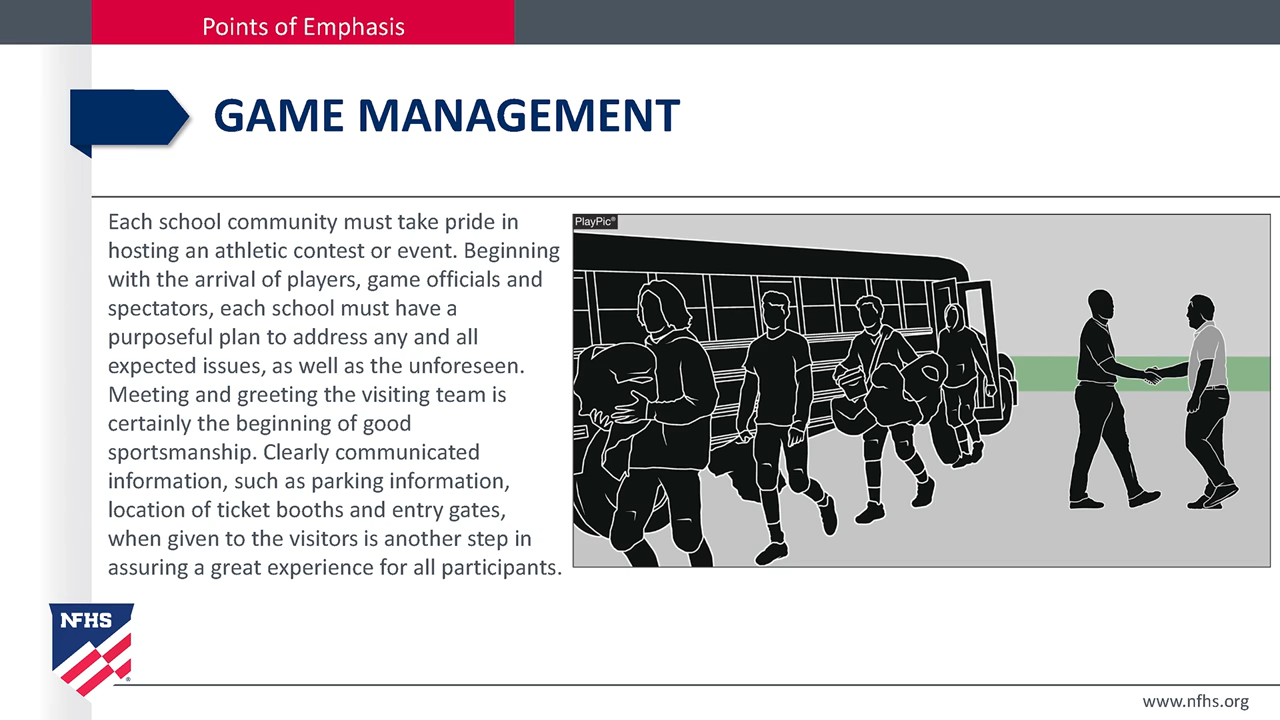 Points of Emphasis
GAME MANAGEMENT
Each school community must take pride in
hosting an athletic contest or event. Beginning
with the arrival of players, game officials and
spectators, each school must have a
purposeful plan to address any and all
expected issues, as well as the unforeseen.
Meeting and greeting the visiting team is
certainly the beginning of good
sportsmanship. Clearly communicated
information, such as parking information,
location of ticket booths and entry gates,
when given to the visitors is another step in
assuring a great experience for all participants.
PlayPic®
NFHS
®
www.nfhs.org